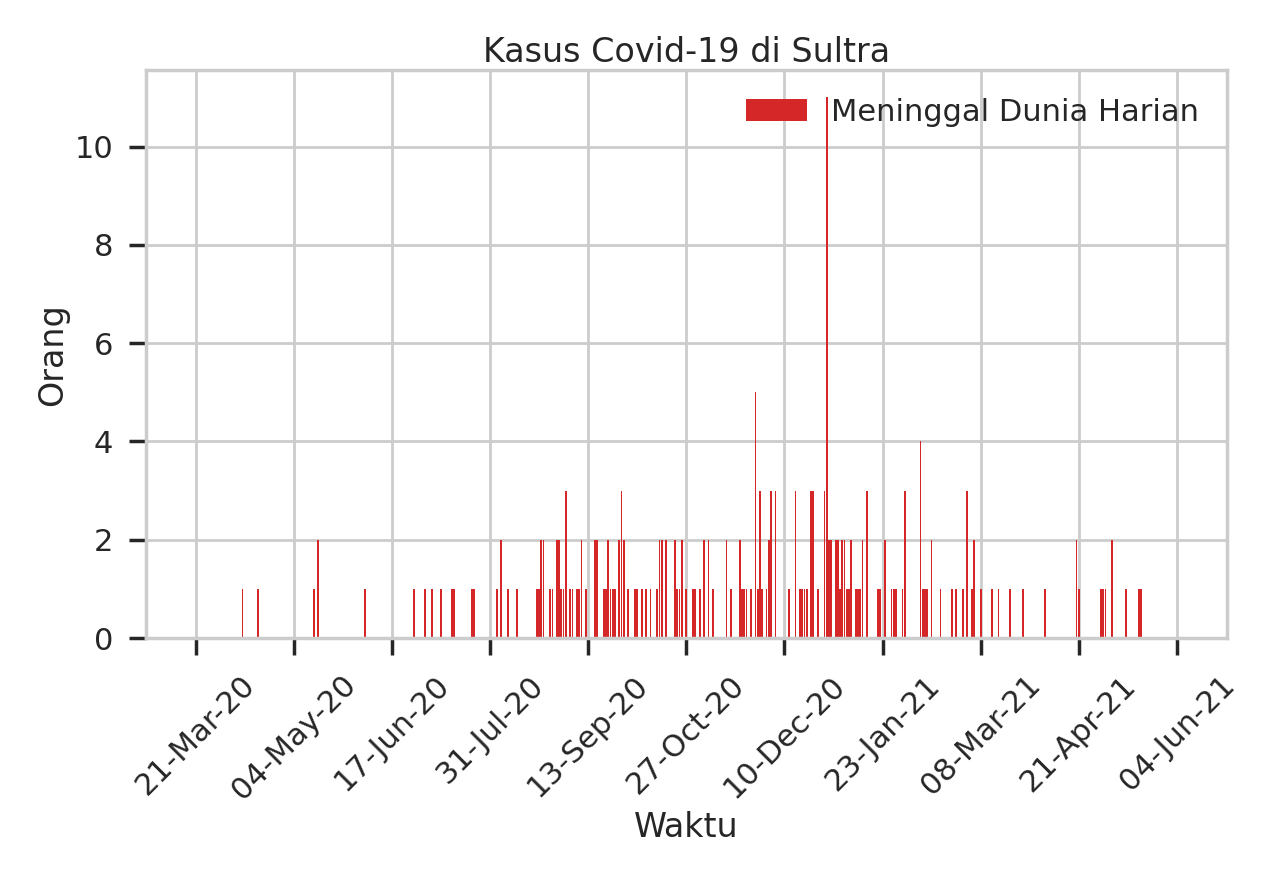 Kasus Covid-19 di Sultra
Meninggal Dunia Harian
Orang
10
8
6
4
2
0
21-Mar-20
04-May-20
17-Jun-20
31-Jul-20
13-Sep-20
27-Oct-20
10-Dec-20
23-Jan-21
08-Mar-21
21-Apr-21
04-Jun-21
Waktu